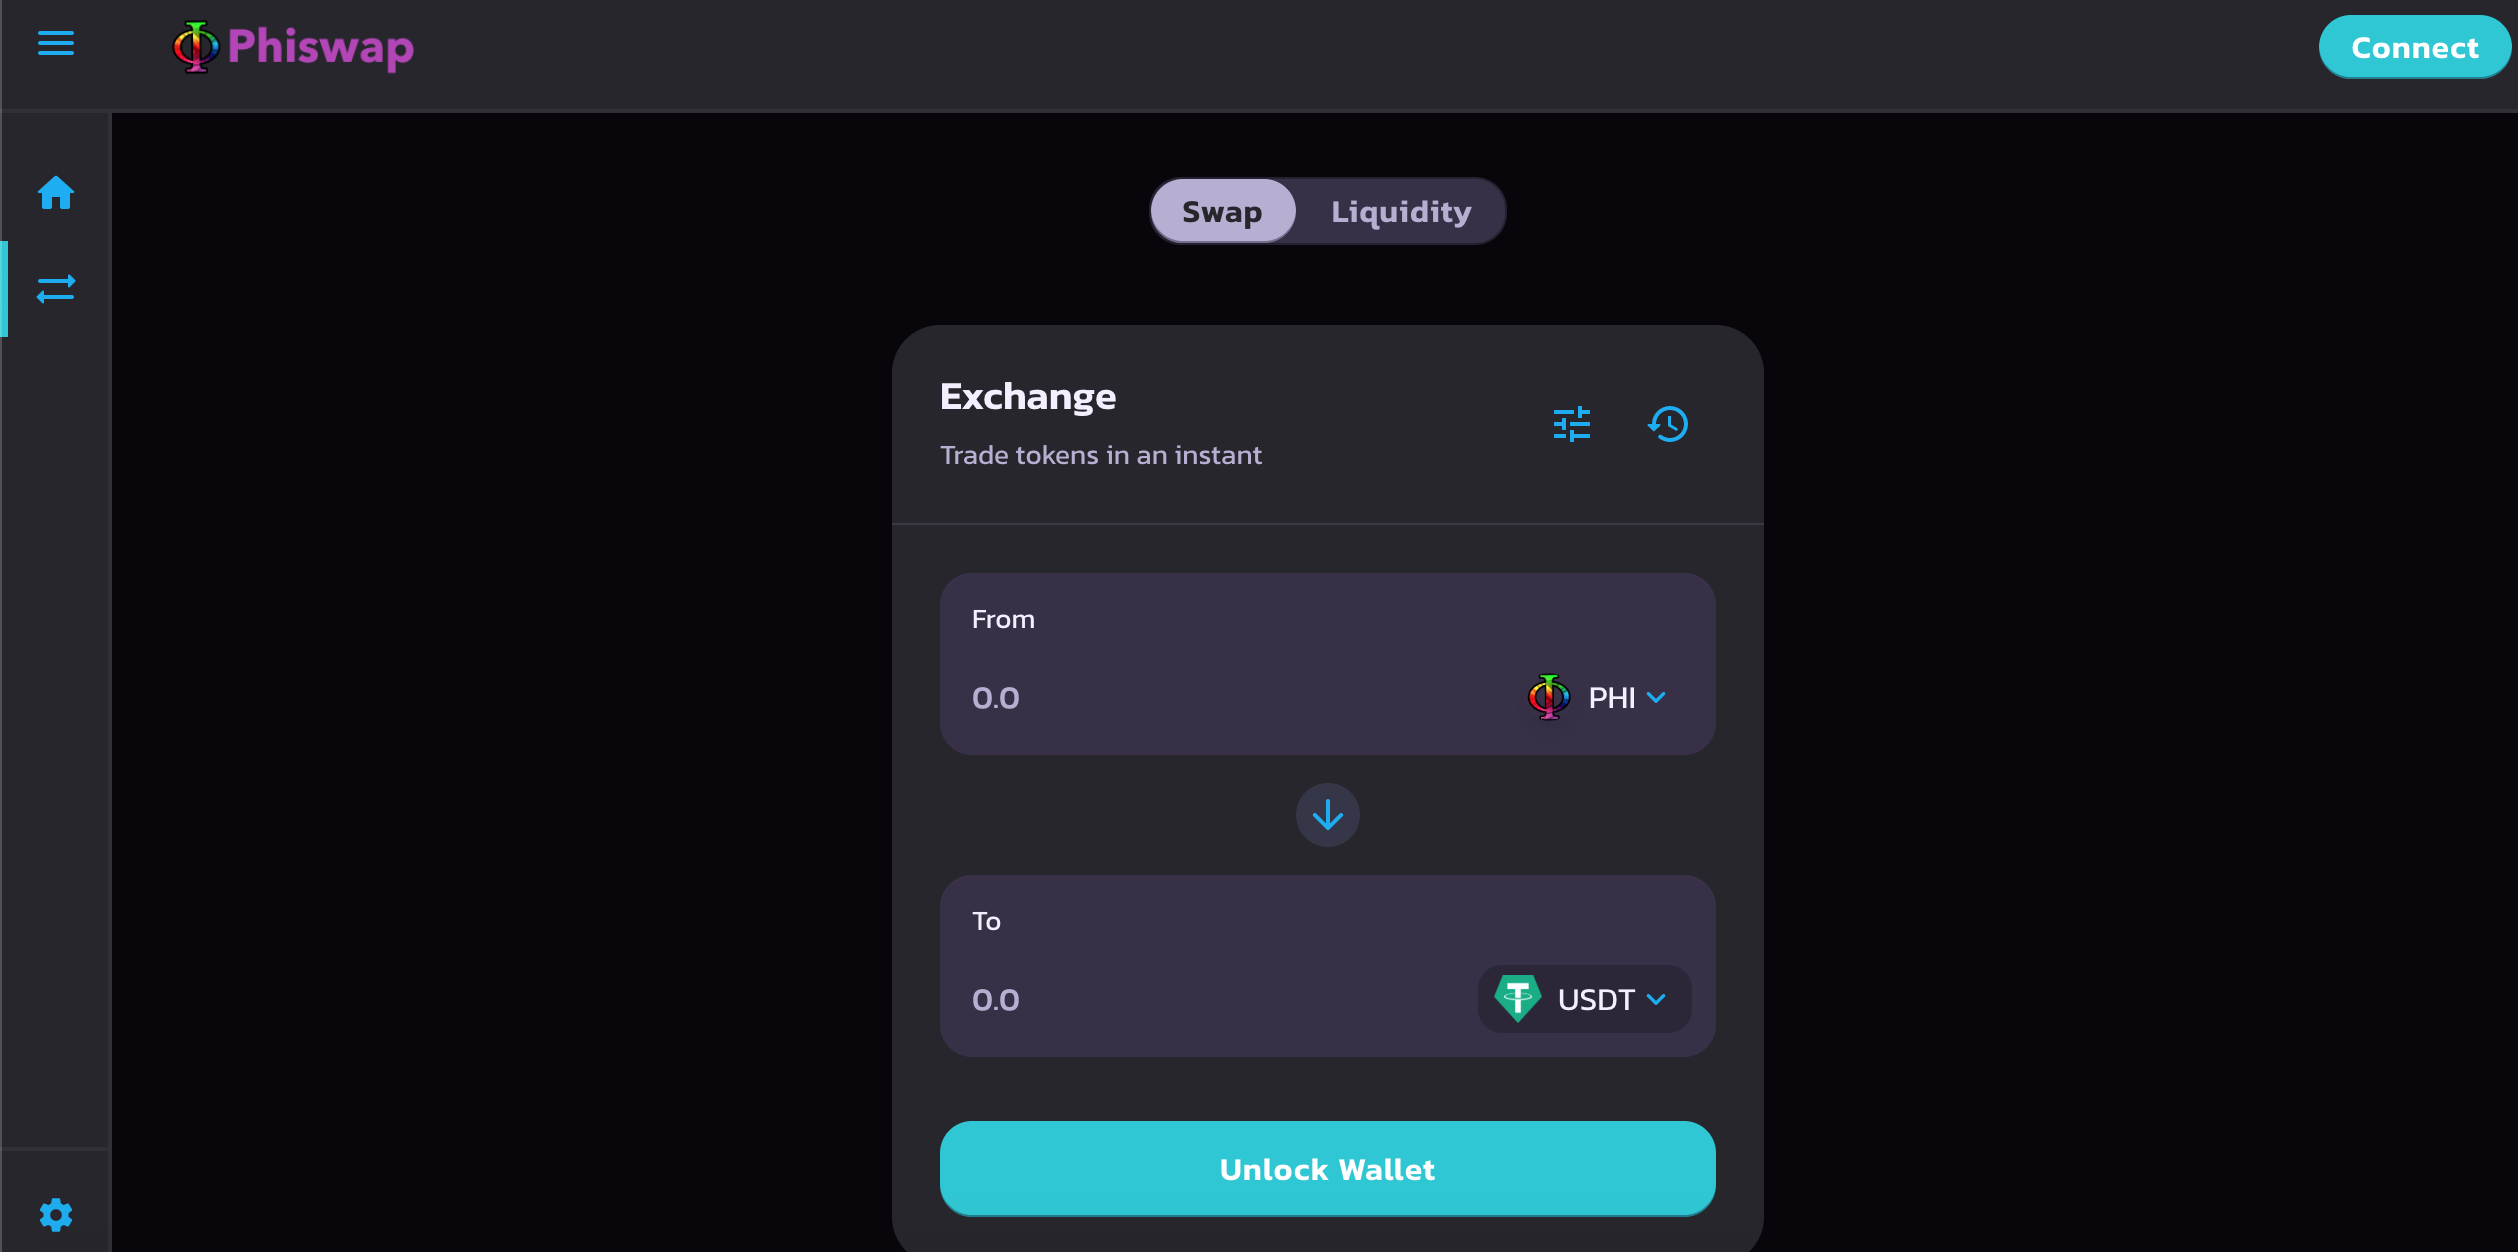 Phiswap
Connect
Swap
Liquidity
Exchange
Trade tokens in an instant
From
0.0
PHI
To
0.0
USDT
Unlock Wallet